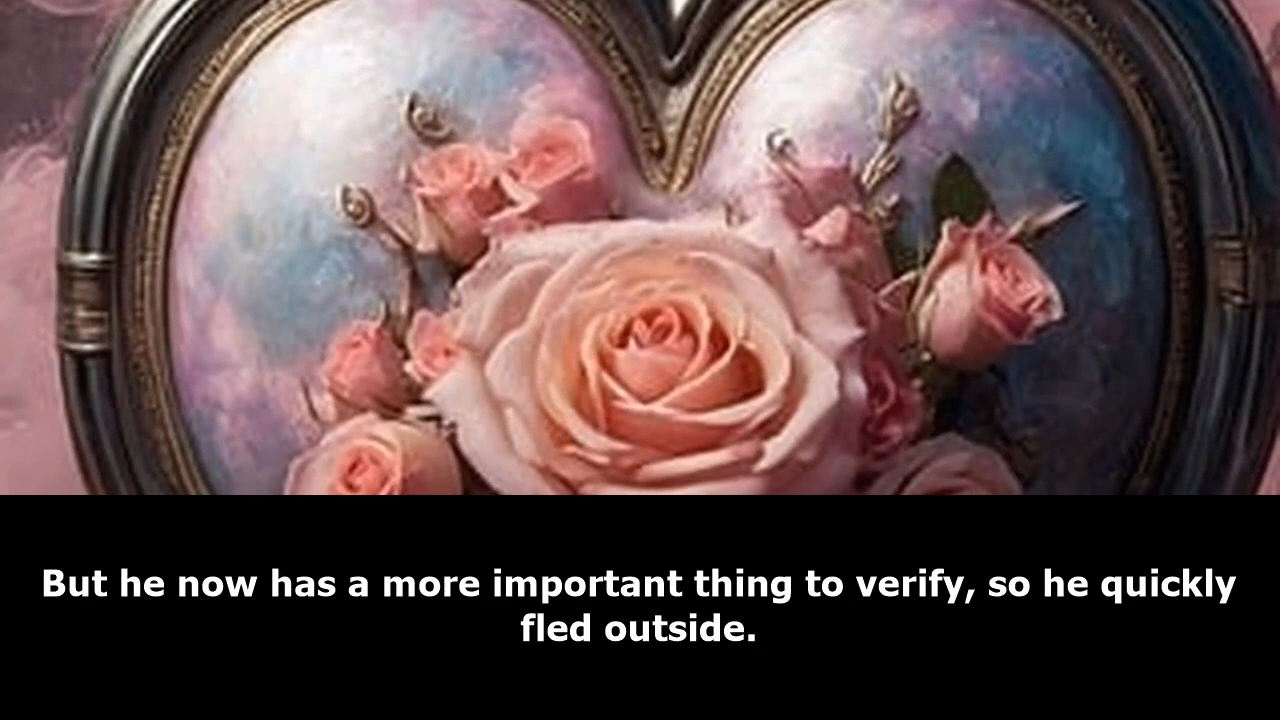 But he now has a more important thing to verify, so he quickly
fled outside.